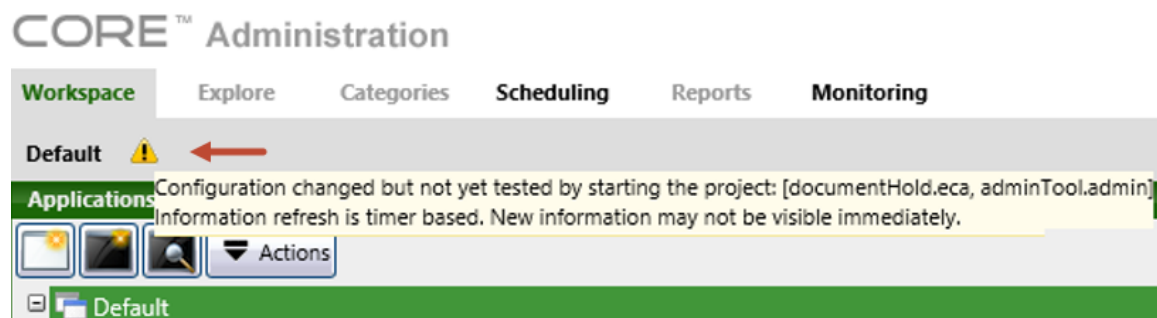 CORE™ Administration
Workspace Explore Categories Scheduling Reports Monitoring
Default
Applications
Configuration changed but not yet tested by starting the project: [documentHold.eca, adminTool.admin]
Information refresh is timer based. New information may not be visible immediately.
Actions
Default